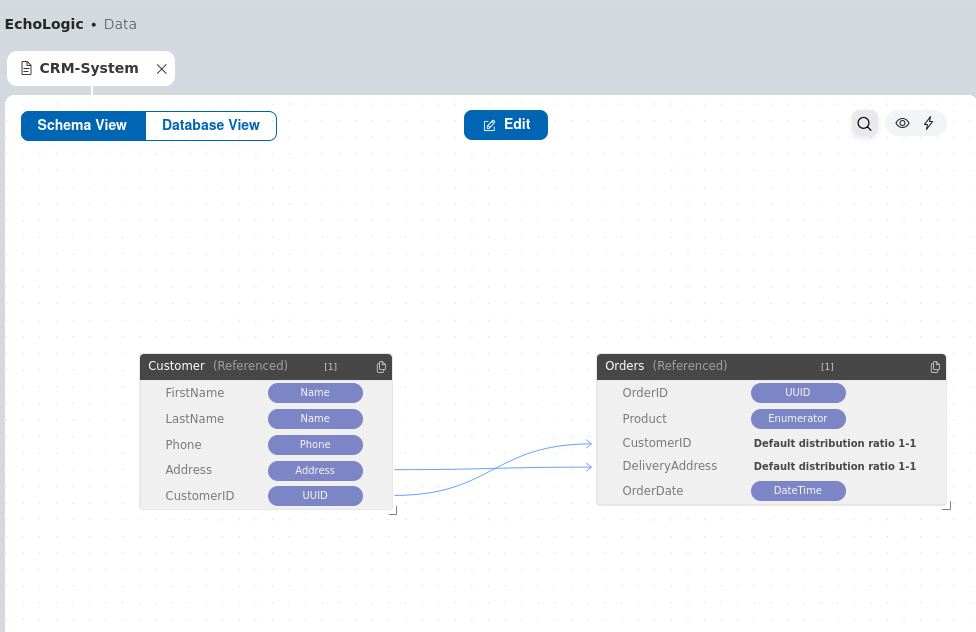 EchoLogic • Data
CRM-System
Schema View Database View Edit
Customer (Referenced) [1]
FirstName Name
LastName Name
Phone Phone
Address Address
CustomerID UUID
Orders (Referenced) [1]
OrderID UUID
Product Enumerator
CustomerID Default distribution ratio 1-1
DeliveryAddress Default distribution ratio 1-1
OrderDate DateTime